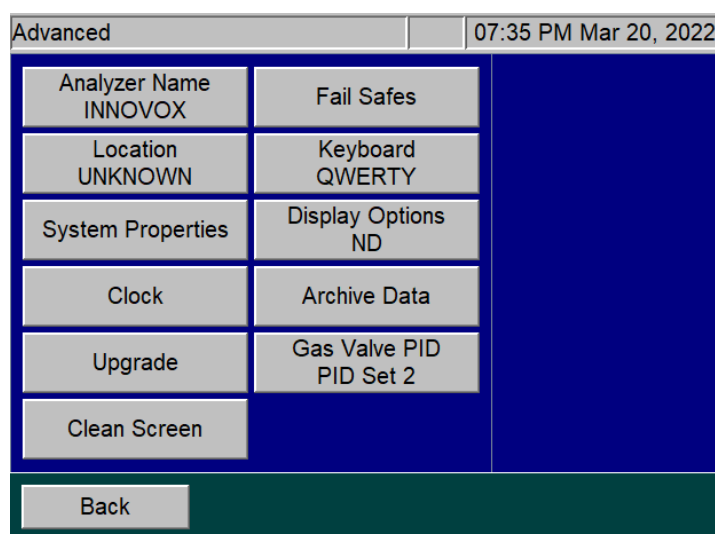 Advanced
07:35 PM Mar 20, 2022
Analyzer Name
INNOVOX
Fail Safes
Location
UNKNOWN
Keyboard
QWERTY
System Properties
Display Options
ND
Clock
Archive Data
Upgrade
Gas Valve PID
PID Set 2
Clean Screen
Back